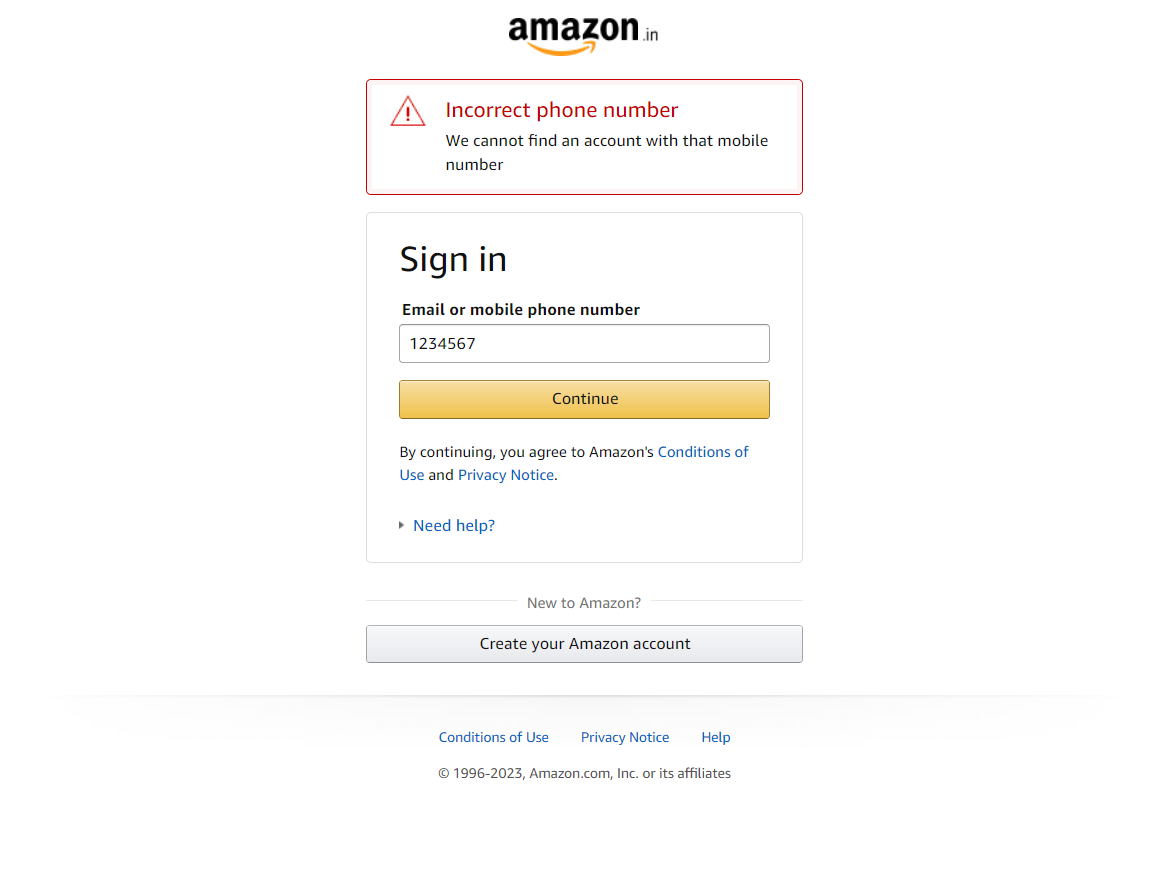 amazon.in
Incorrect phone number
We cannot find an account with that mobile
number
Sign in
Email or mobile phone number
1234567
Continue
By continuing, you agree to Amazon's Conditions of
Use and Privacy Notice.
Need help?
New to Amazon?
Create your Amazon account
Conditions of Use Privacy Notice Help
© 1996-2023, Amazon.com, Inc. or its affiliates